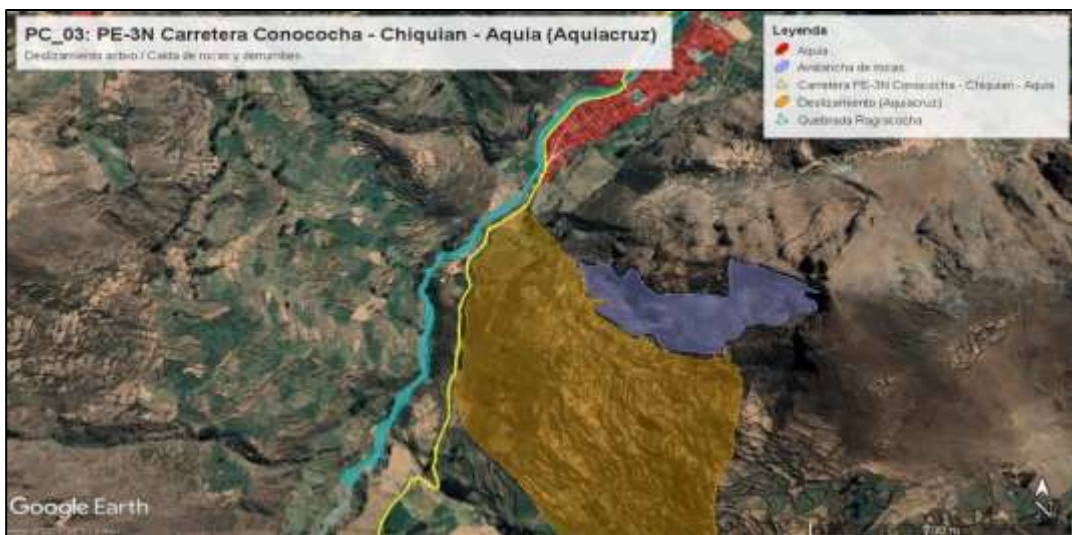 PC_03: PE-3N Carretera Conococha - Chiquian - Aquia (Aquiacruz)
Deslizamiento activo / Caída de rocas y derrumbes
Leyenda
Aquia
Avalancha de rocas
Carretera PE-3N Conococha - Chiquian - Aquia
Deslizamiento (Aquiacruz)
Quebrada Ragracocha
Google Earth
N